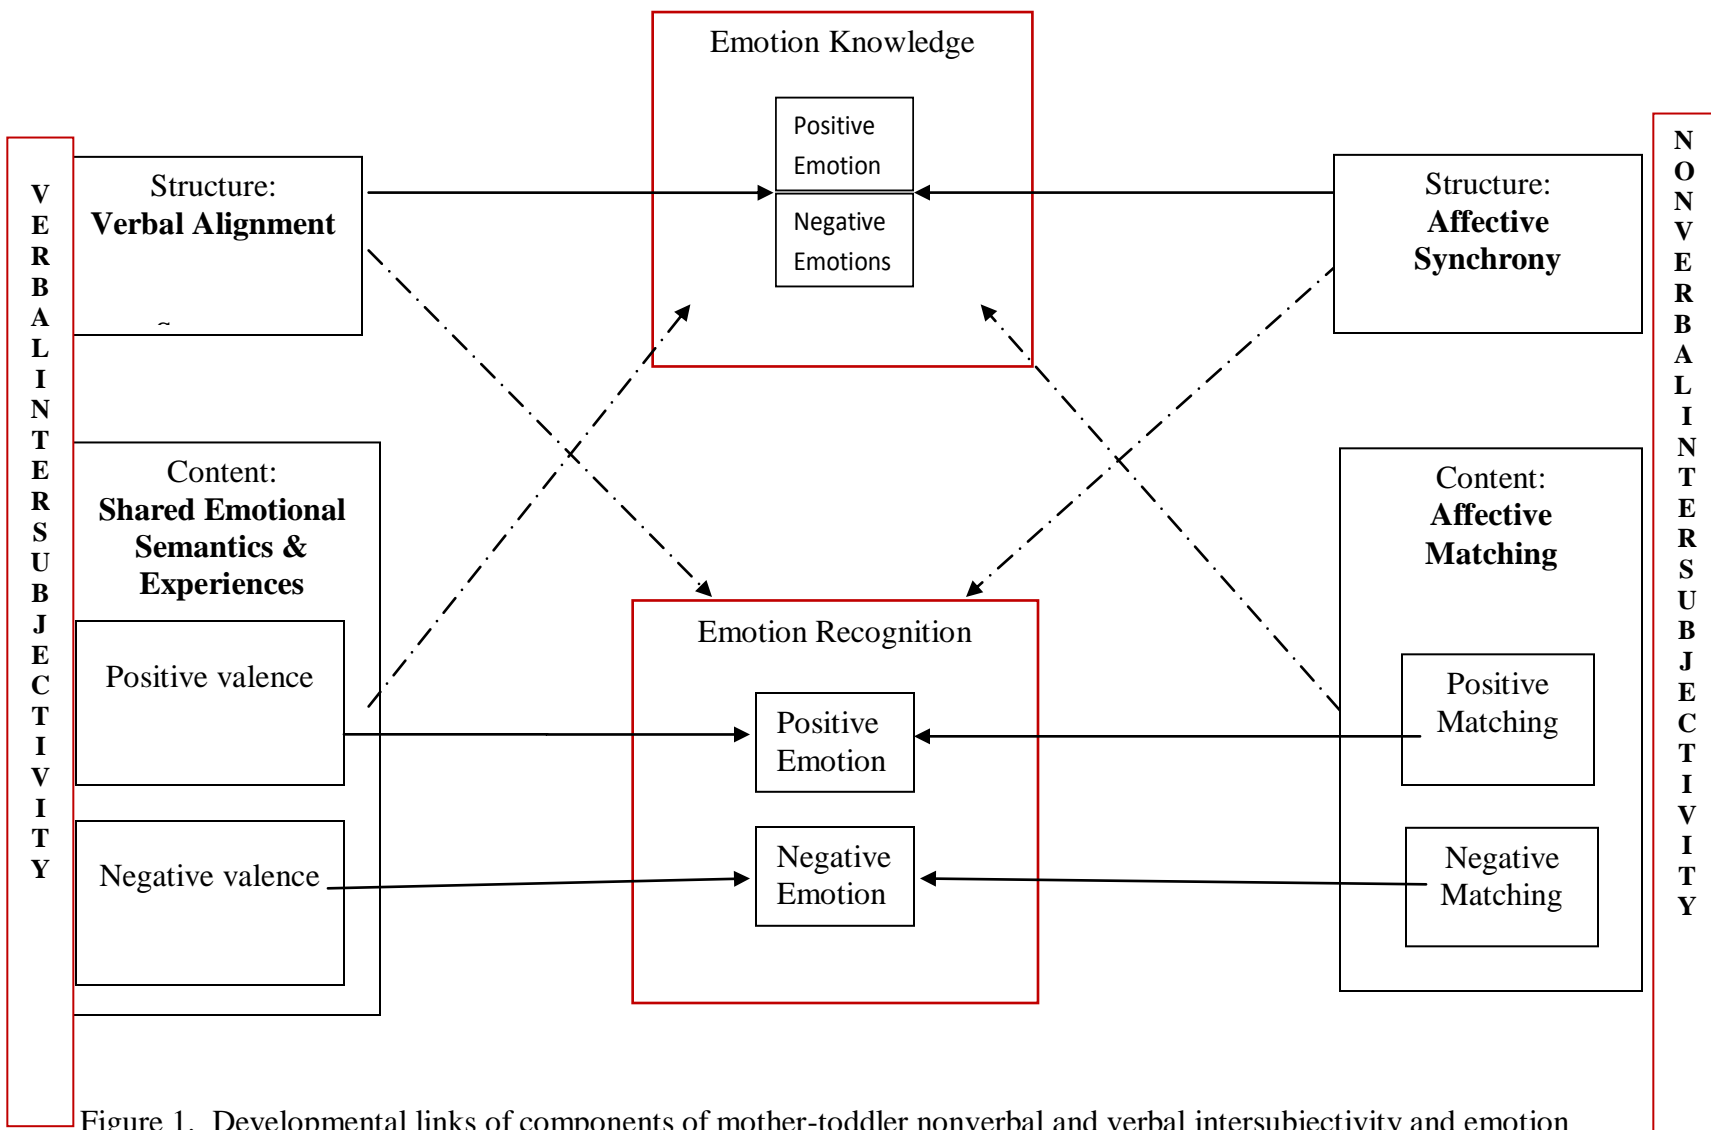 Emotion Knowledge
Positive
Emotion
Negative
Emotions
VERBAL INTERSUBJECTIVITY
Structure:
Verbal Alignment
Content:
Shared Emotional
Semantics &
Experiences
Positive valence
Negative valence
Emotion Recognition
Positive
Emotion
Negative
Emotion
Structure:
Affective
Synchrony
Content:
Affective
Matching
Positive
Matching
Negative
Matching
NONVERBAL INTERSUBJECTIVITY
Figure 1. Developmental links of components of mother-toddler nonverbal and verbal intersubjectivity and emotion